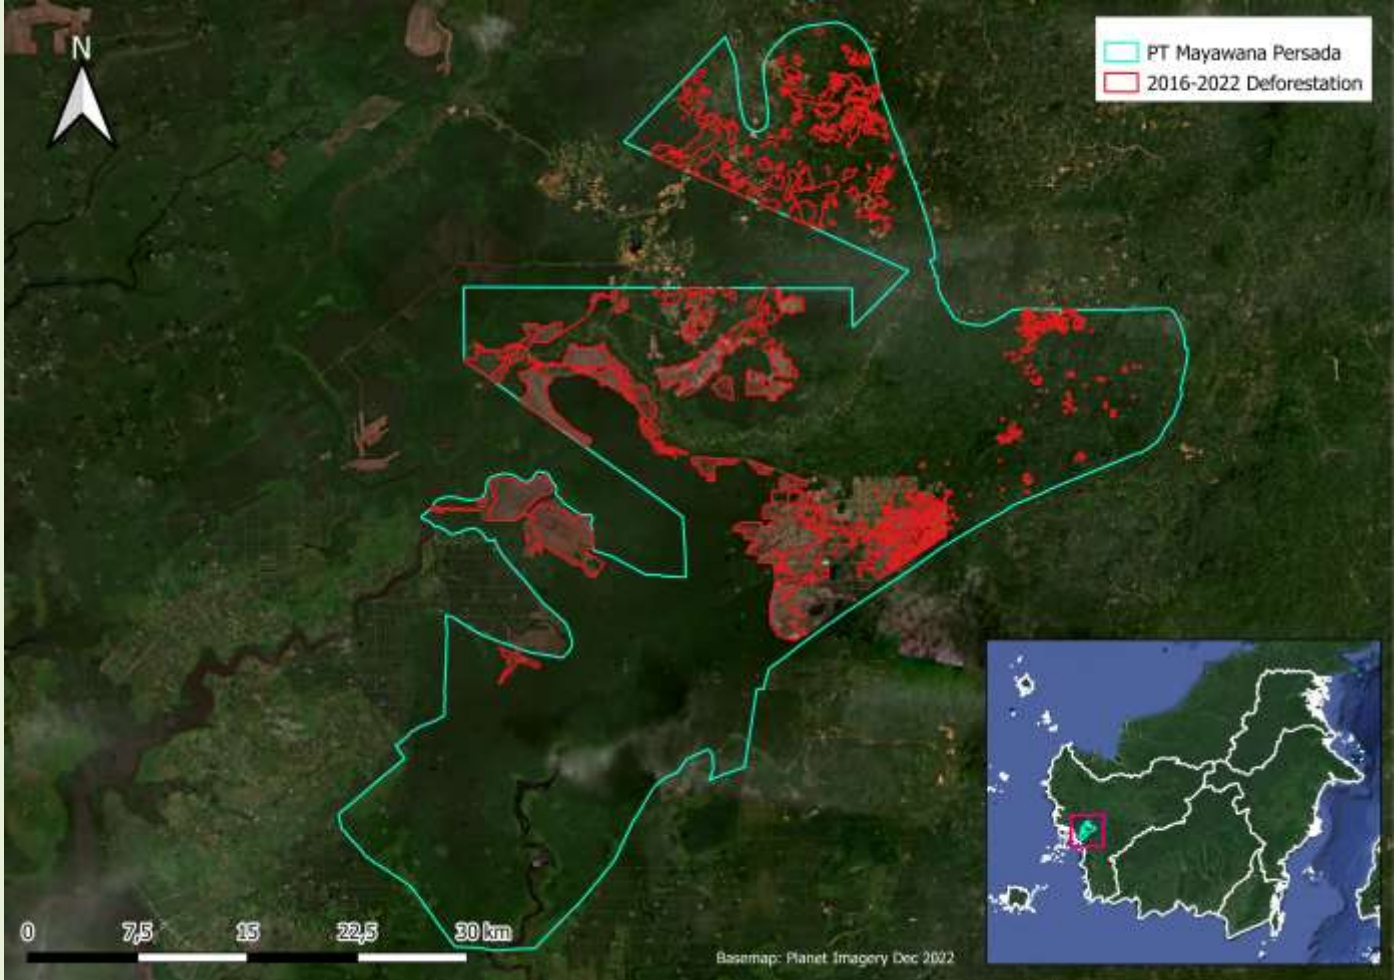 N
PT Mayawana Persada
2016-2022 Deforestation
0 7,5 15 22,5 30 km
Basemap: Planet Imagery Dec 2022